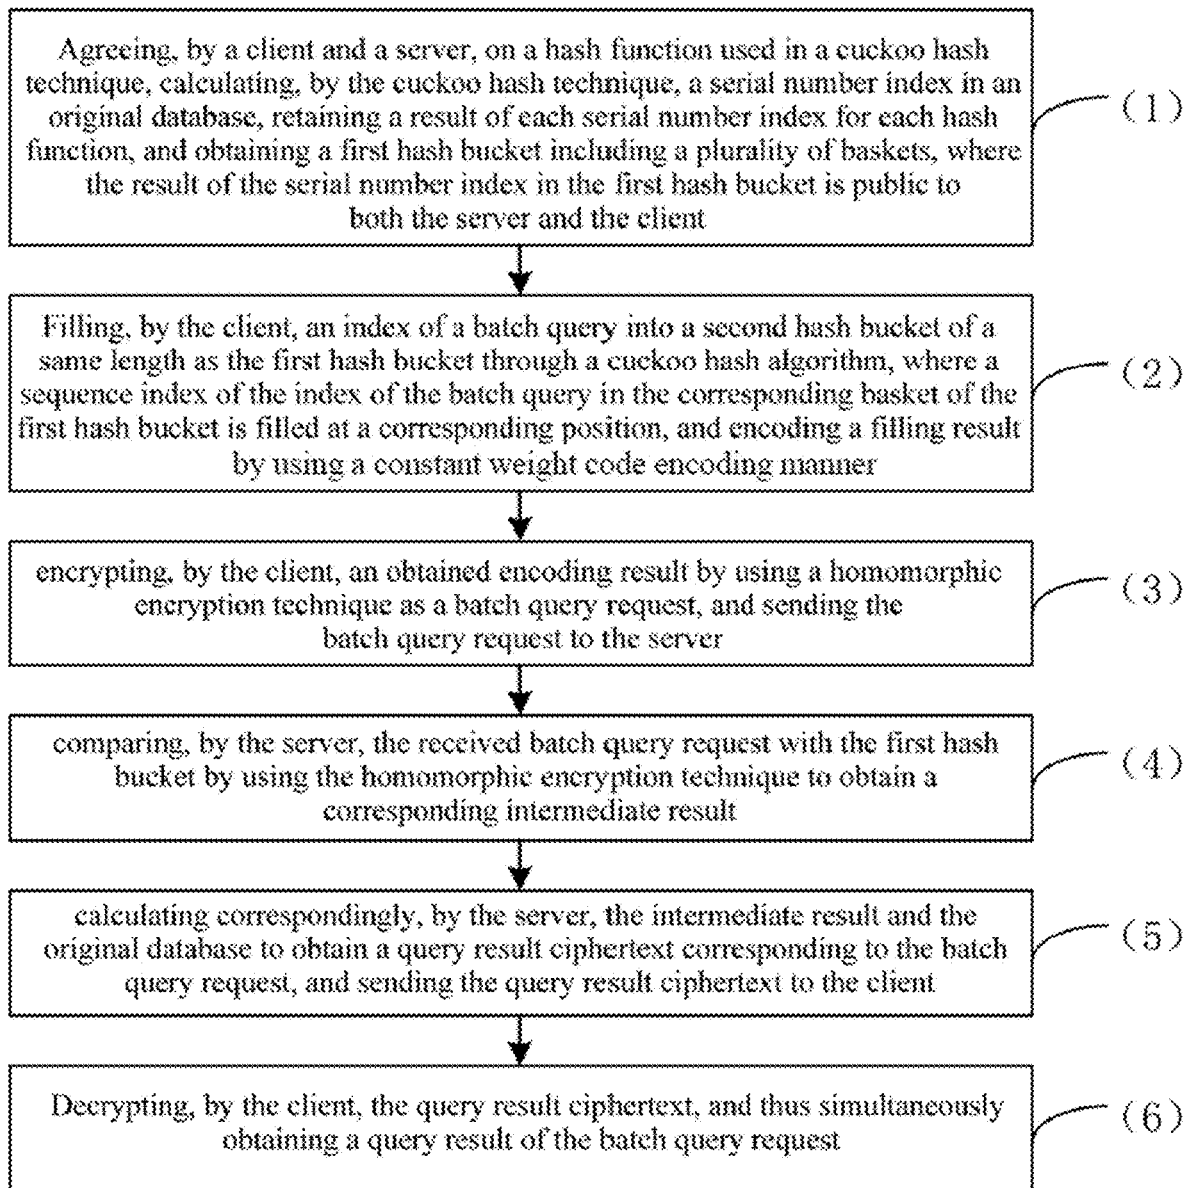 Agreeing, by a client and a server, on a hash function used in a cuckoo hash
technique, calculating, by the cuckoo hash technique, a serial number index in an
original database, retaining a result of each serial number index for each hash
function, and obtaining a first hash bucket including a plurality of baskets, where
the result of the serial number index in the first hash bucket is public to
both the server and the client
(1)
Filling, by the client, an index of a batch query into a second hash bucket of a
same length as the first hash bucket through a cuckoo hash algorithm, where a
sequence index of the index of the batch query in the corresponding basket of the
first hash bucket is filled at a corresponding position, and encoding a filling result
by using a constant weight code encoding manner
(2)
encrypting, by the client, an obtained encoding result by using a homomorphic
encryption technique as a batch query request, and sending the
batch query request to the server
(3)
comparing, by the server, the received batch query request with the first hash
bucket by using the homomorphic encryption technique to obtain a
corresponding intermediate result
(4)
calculating correspondingly, by the server, the intermediate result and the
original database to obtain a query result ciphertext corresponding to the batch
query request, and sending the query result ciphertext to the client
(5)
Decrypting, by the client, the query result ciphertext, and thus simultaneously
obtaining a query result of the batch query request
(6)